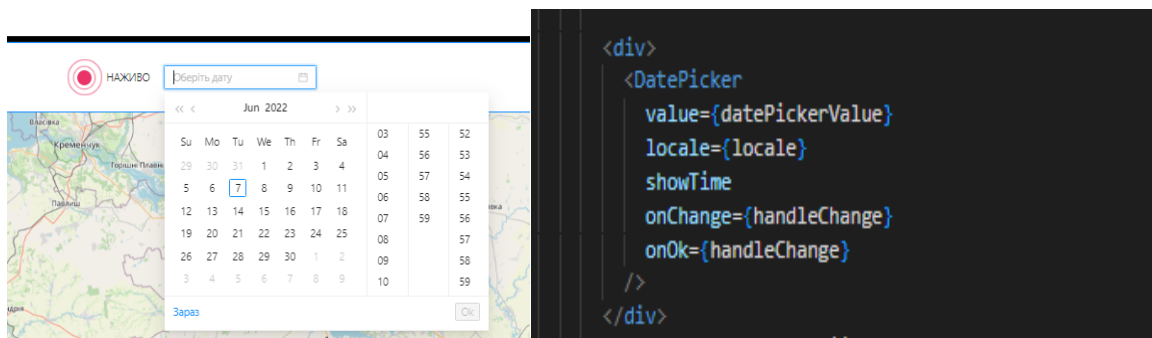 НАЖИВО
Оберіть дату
« < Jun 2022 > »
Su Mo Tu We Th Fr Sa
29 30 31 1 2 3 4
5 6 7 8 9 10 11
12 13 14 15 16 17 18
19 20 21 22 23 24 25
26 27 28 29 30 1 2
3 4 5 6 7 8 9
03 55 52
04 56 53
05 57 54
06 58 55
07 59 56
08 57
09 58
10 59
Зараз
Ok
Власівка
Кременчук
Горішні Плавні
Павлиш
<div>
<DatePicker
value={datePickerValue}
locale={locale}
showTime
onChange={handleChange}
onOk={handleChange}
/>
</div>